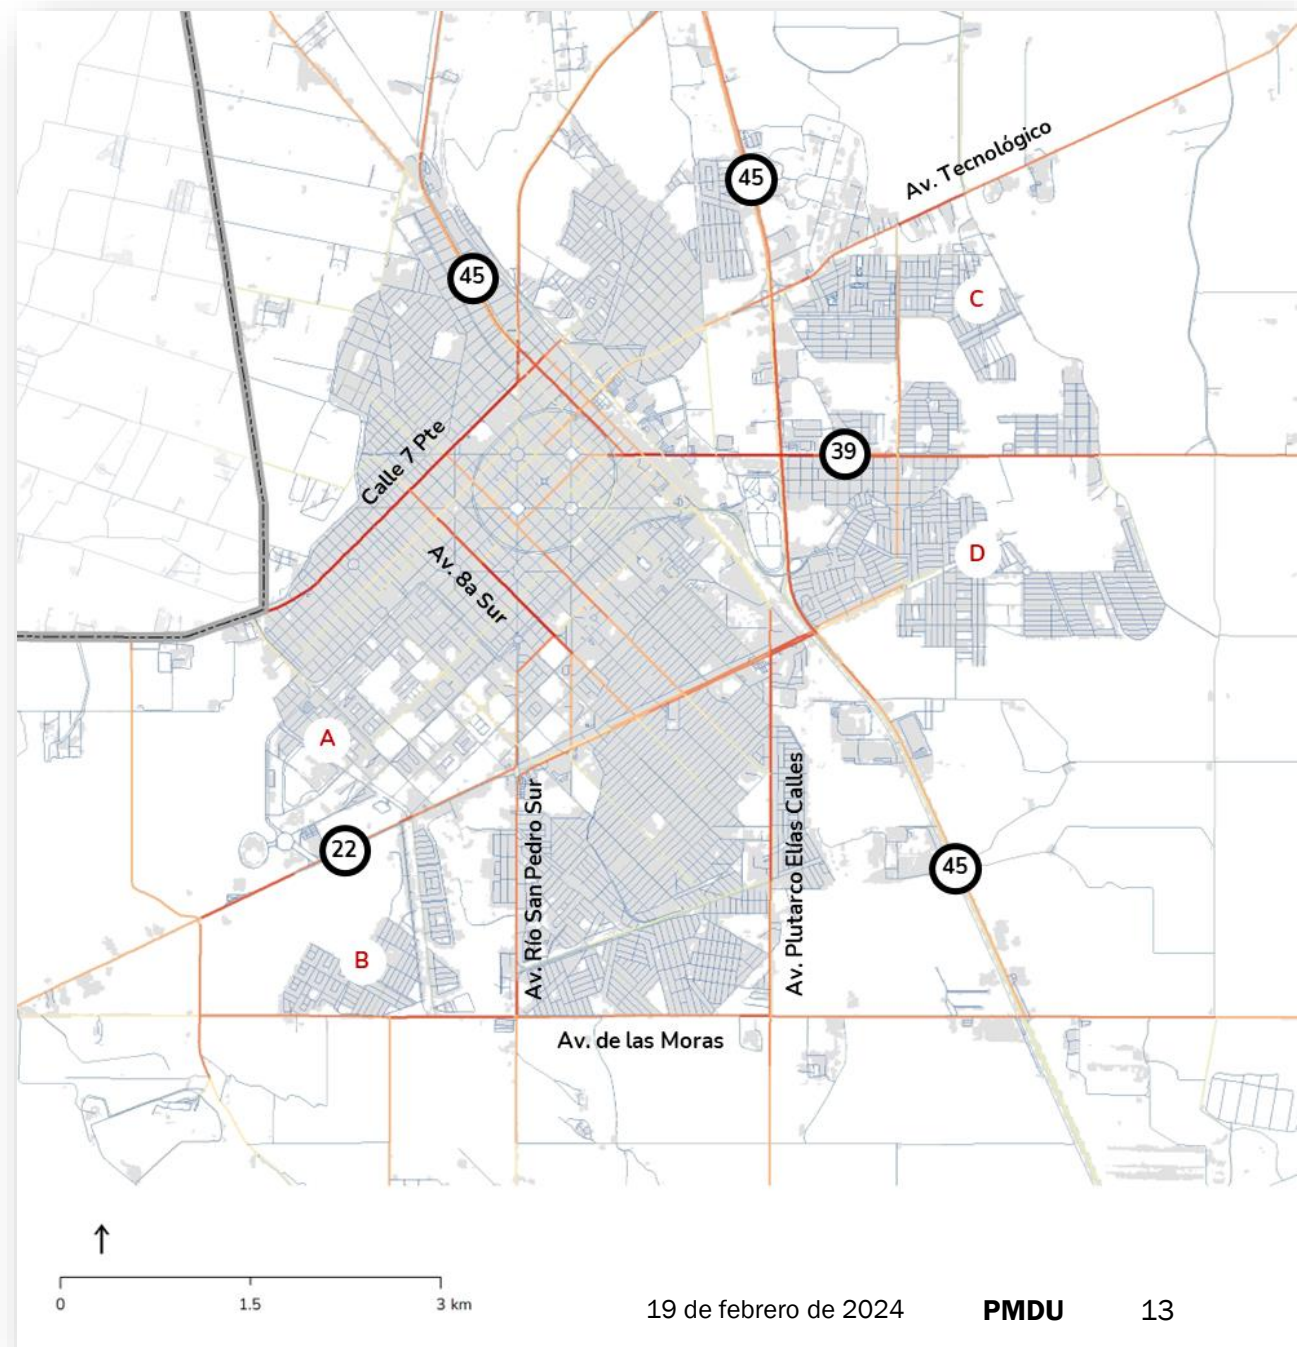 45
Av. Tecnológico
45
C
Calle 7 Pte
39
Av. 8a Sur
D
A
Av. Río San Pedro Sur
Av. Plutarco Elías Calles
22
45
B
Av. de las Moras
↑
0 1.5 3 km
19 de febrero de 2024 PMDU 13